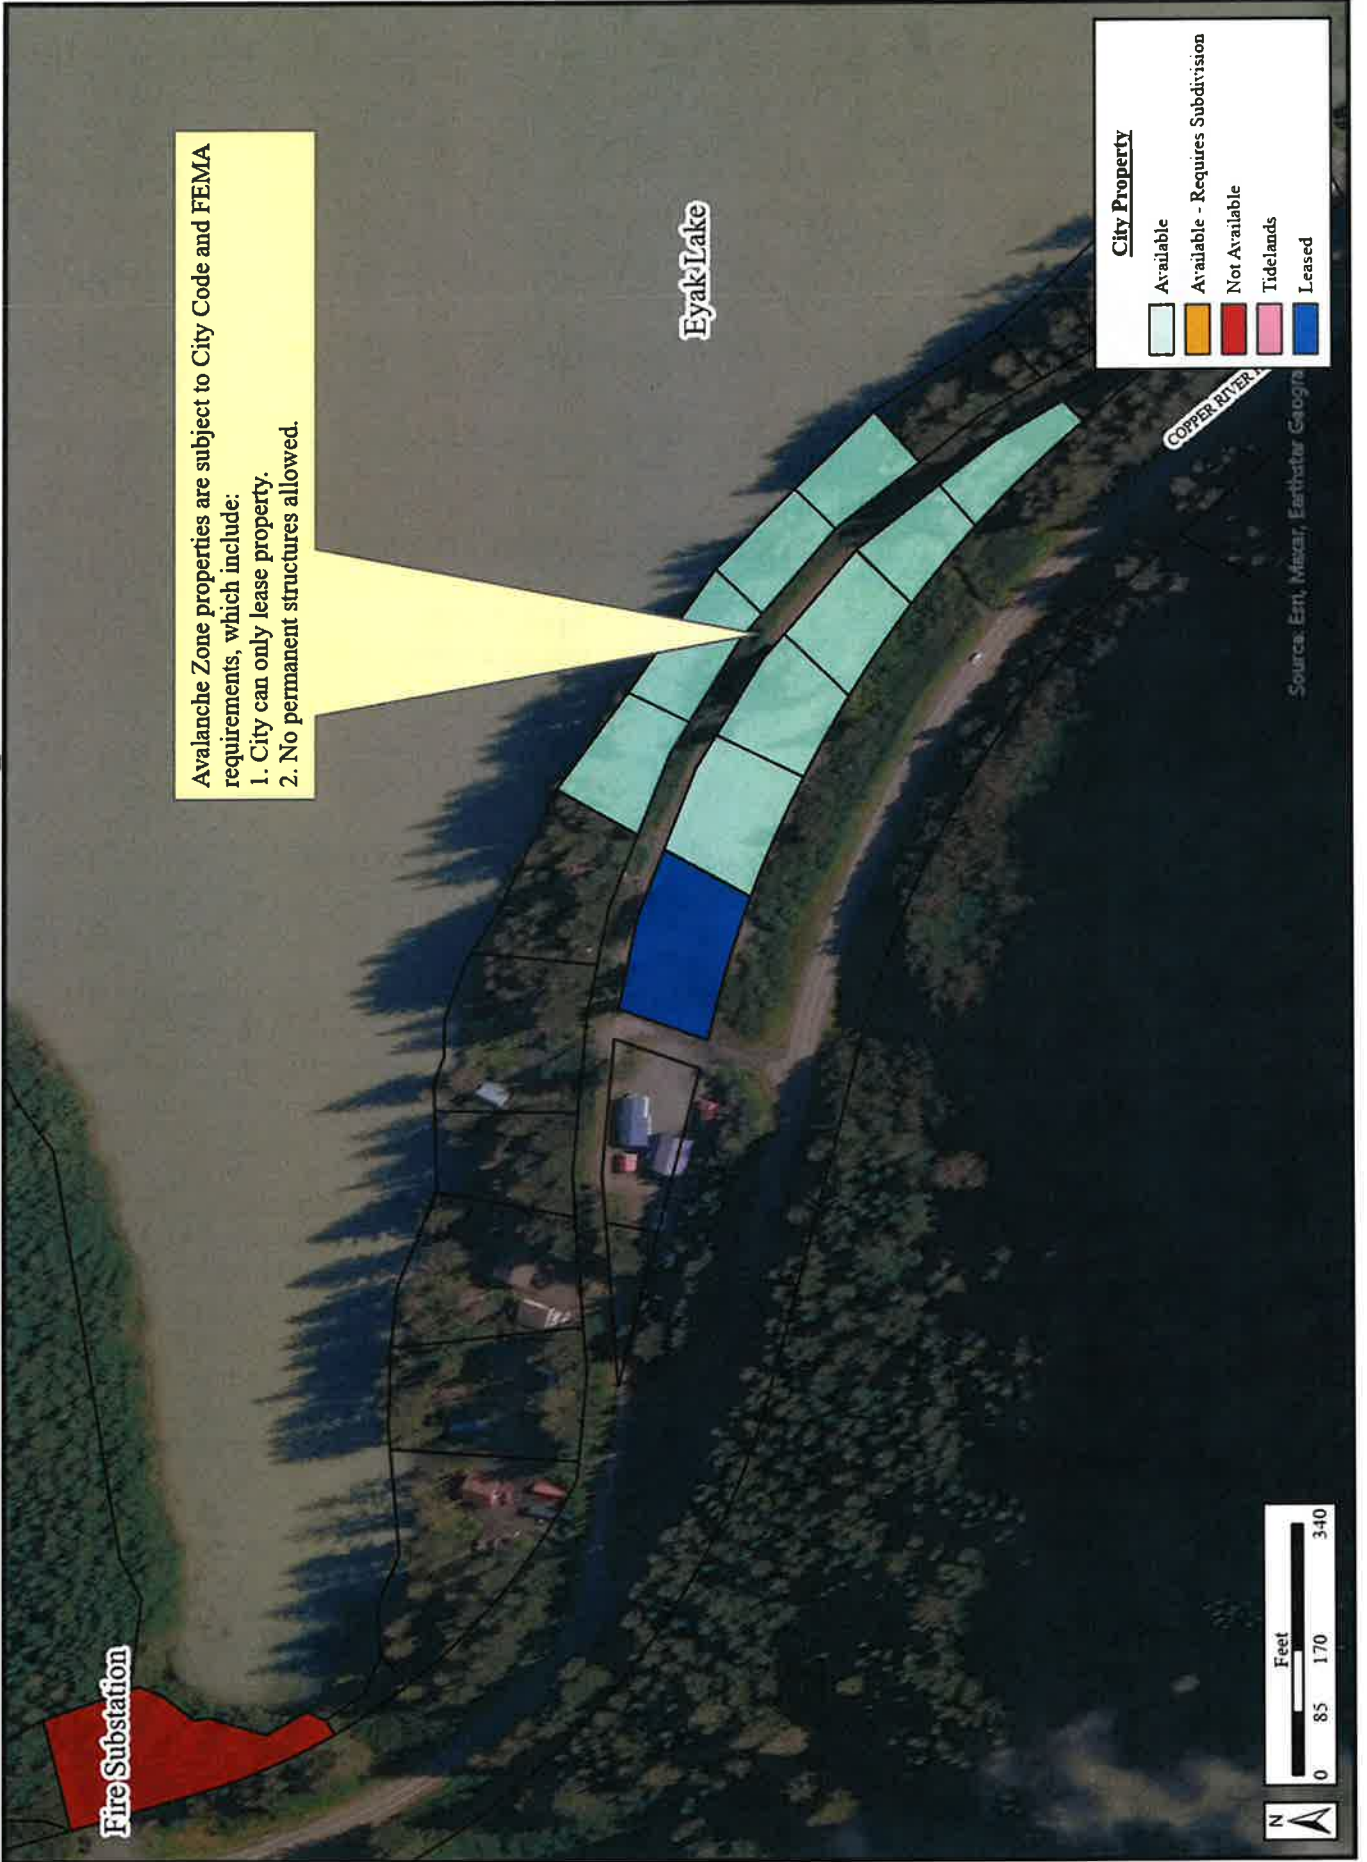 Avalanche Zone properties are subject to City Code and FEMA
requirements, which include:
1. City can only lease property.
2. No permanent structures allowed.
Fire Substation
Eyak Lake
COPPER RIVER
City Property
Available
Available - Requires Subdivision
Not Available
Tidelands
Leased
Source: Esri, Maxar, Earthstar Geogra
N
Feet
0 85 170 340